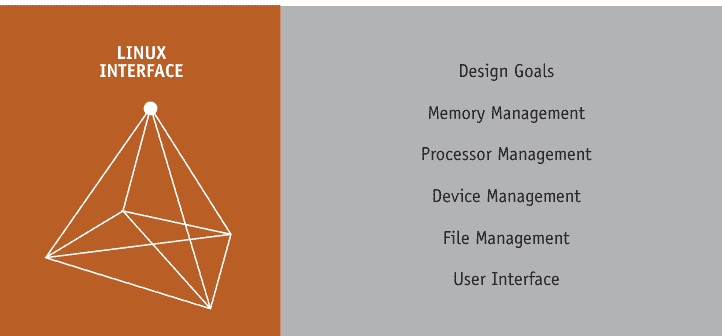 LINUX
INTERFACE
Design Goals
Memory Management
Processor Management
Device Management
File Management
User Interface